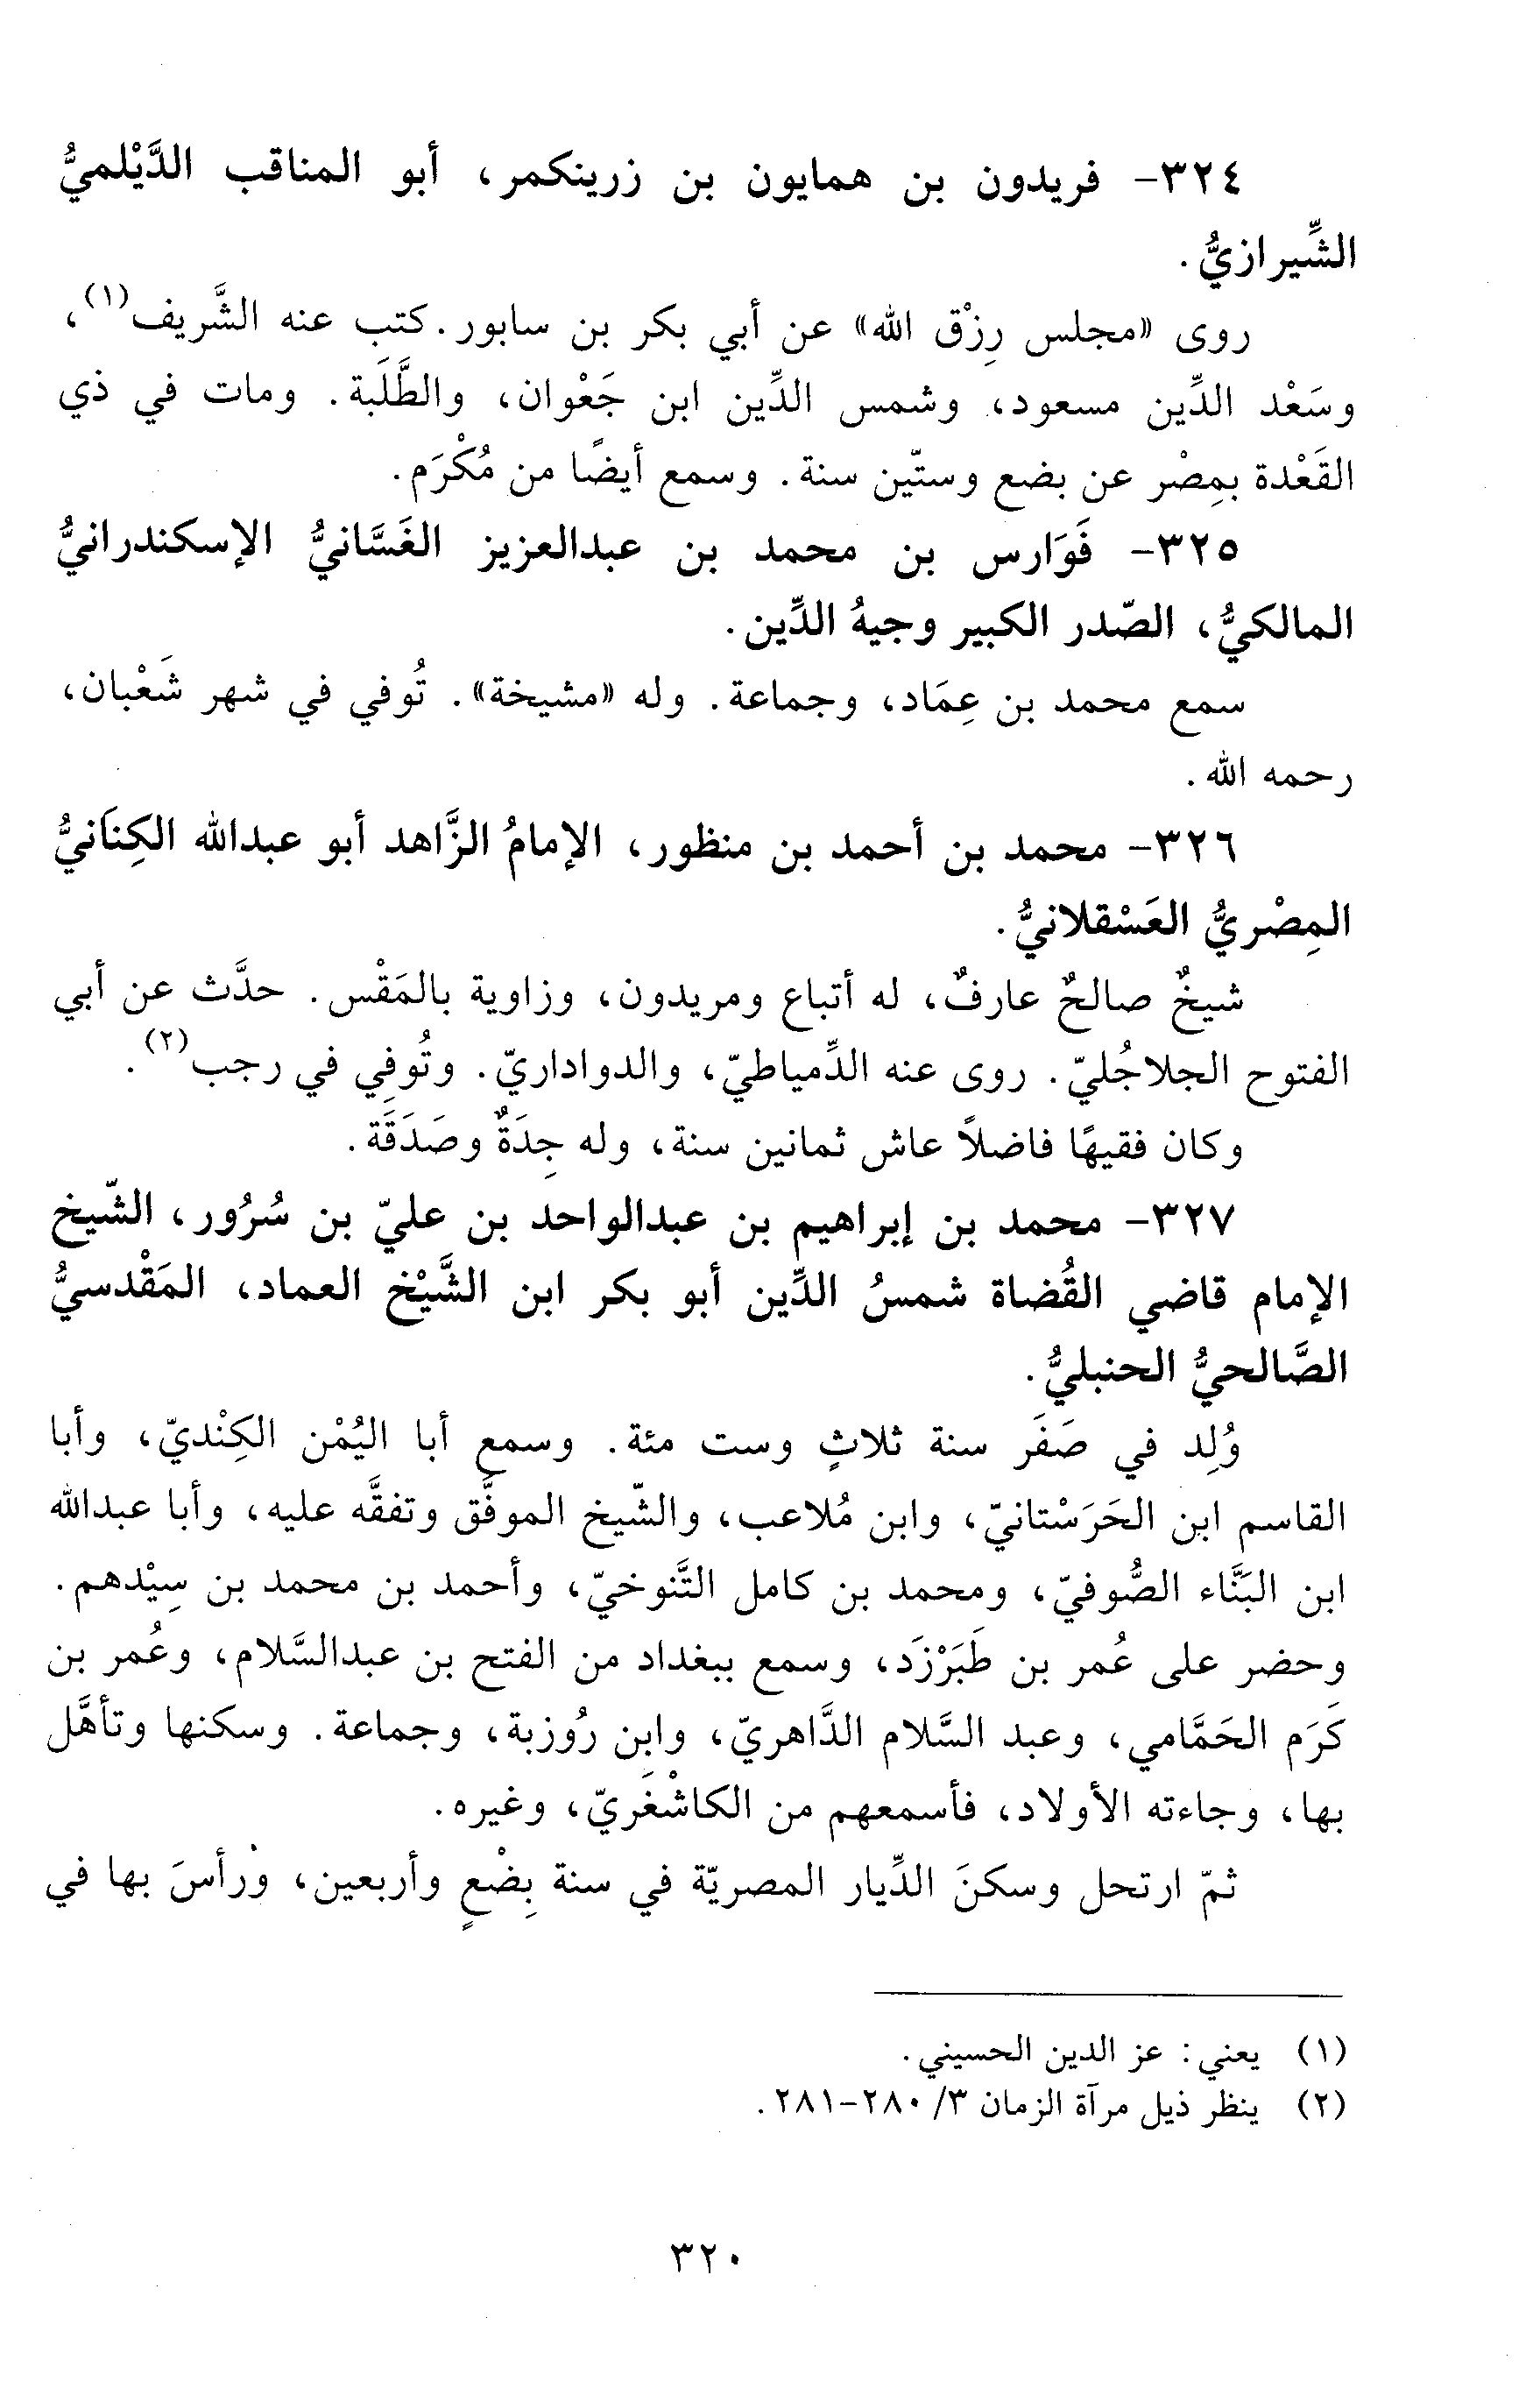 ٣٢٤- فريدون بن همايون بن زرينكمر، أبو المناقب الدَّيْلميُّ
الشِّيرازيُّ.
روى «مجلس رِزْق الله» عن أبي بكر بن سابور. كتب عنه الشَّريف(١)،
وسَعْد الدِّين مسعود، وشمس الدِّين ابن جَعْوان، والطَّلَبة. ومات في ذي
القَعْدة بمِصْر عن بضع وستّين سنة. وسمع أيضًا من مُكْرَم.
٣٢٥- فَوَارس بن محمد بن عبدالعزيز الغَسَّانيُّ الإسكندرانيُّ
المالكيُّ، الصّدر الكبير وجيهُ الدِّين.
سمع محمد بن عِمَاد، وجماعة. وله «مشيخة». تُوفي في شهر شَعْبان،
رحمه الله.
٣٢٦- محمد بن أحمد بن منظور، الإمامُ الزَّاهد أبو عبدالله الكِنَانيُّ
المِصْريُّ العَسْقلانيُّ.
شيخٌ صالحٌ عارفٌ، له أتباع ومريدون، وزاوية بالمَقْس. حدَّث عن أبي
الفتوح الجلاجُليّ. روى عنه الدِّمياطيّ، والدواداريّ. وتُوفي في رجب(٢).
وكان فقيهًا فاضلاً عاش ثمانين سنة، وله جِدَةٌ وصَدَقَة.
٣٢٧- محمد بن إبراهيم بن عبدالواحد بن عليّ بن سُرُور، الشّيخ
الإمام قاضي القُضاة شمسُ الدِّين أبو بكر ابن الشَّيْخ العماد، المَقْدسيُّ
الصَّالحيُّ الحنبليُّ.
وُلِد في صَفَر سنة ثلاثٍ وست مئة. وسمع أبا اليُمْن الكِنْديّ، وأبا
القاسم ابن الحَرَسْتانيّ، وابن مُلاعب، والشّيخ الموفَّق وتفقَّه عليه، وأبا عبدالله
ابن البَنَّاء الصُّوفيّ، ومحمد بن كامل التَّنوخيّ، وأحمد بن محمد بن سِيْدهم.
وحضر على عُمر بن طَبَرْزَد، وسمع ببغداد من الفتح بن عبدالسَّلام، وعُمر بن
كَرَم الحَمَّامي، وعبد السَّلام الدَّاهريّ، وابن رُوزبة، وجماعة. وسكنها وتأهَّل
بها، وجاءته الأولاد، فأسمعهم من الكاشْغَريّ، وغيره.
ثمّ ارتحل وسكنَ الدِّيار المصريّة في سنة بِضْعٍ وأربعين، ورأسَ بها في
(١) يعني: عز الدين الحسيني.
(٢) ينظر ذيل مرآة الزمان ٣/ ٢٨٠-٢٨١.
٣٢٠